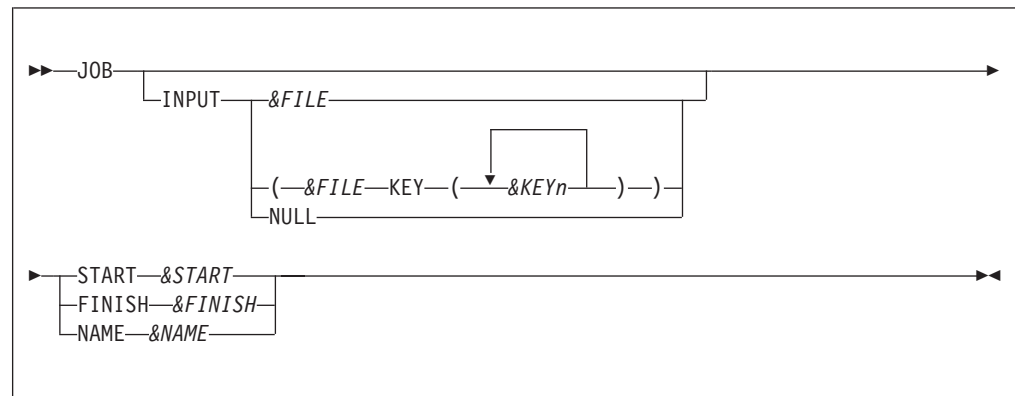 JOB
INPUT &FILE
( &FILE KEY ( &KEYn ) )
NULL
START &START
FINISH &FINISH
NAME &NAME